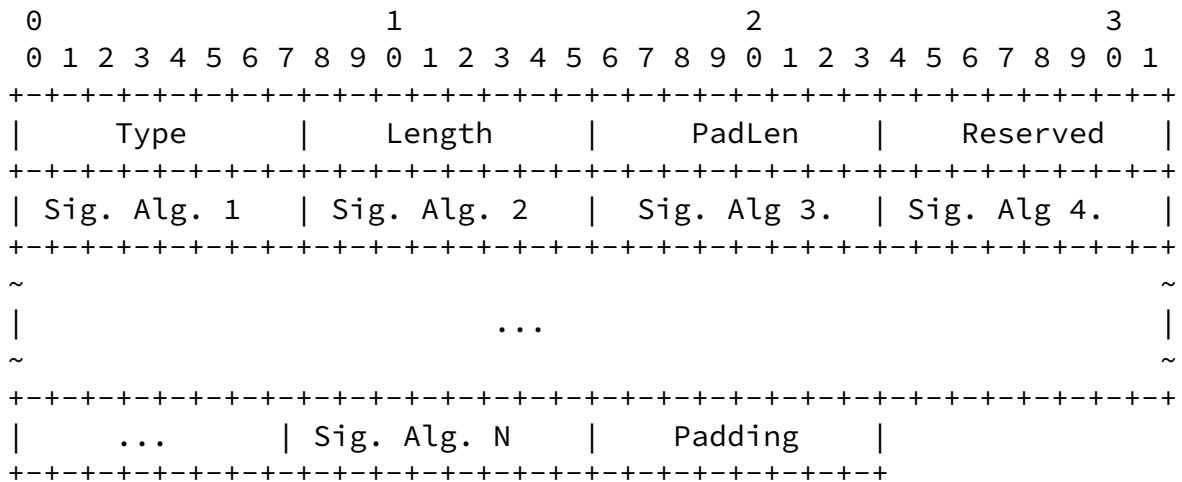 0                   1                   2                   3
 0 1 2 3 4 5 6 7 8 9 0 1 2 3 4 5 6 7 8 9 0 1 2 3 4 5 6 7 8 9 0 1
+-+-+-+-+-+-+-+-+-+-+-+-+-+-+-+-+-+-+-+-+-+-+-+-+-+-+-+-+-+-+-+-+
|     Type      |    Length     |     PadLen    |    Reserved   |
+-+-+-+-+-+-+-+-+-+-+-+-+-+-+-+-+-+-+-+-+-+-+-+-+-+-+-+-+-+-+-+-+
| Sig. Alg. 1   | Sig. Alg. 2   |  Sig. Alg 3.  | Sig. Alg 4.   |
+-+-+-+-+-+-+-+-+-+-+-+-+-+-+-+-+-+-+-+-+-+-+-+-+-+-+-+-+-+-+-+-+
~                                                               ~
|                          ...                                  |
~                                                               ~
+-+-+-+-+-+-+-+-+-+-+-+-+-+-+-+-+-+-+-+-+-+-+-+-+-+-+-+-+-+-+-+-+
|     ...      | Sig. Alg. N    |    Padding    |
+-+-+-+-+-+-+-+-+-+-+-+-+-+-+-+-+-+-+-+-+-+-+-+-+